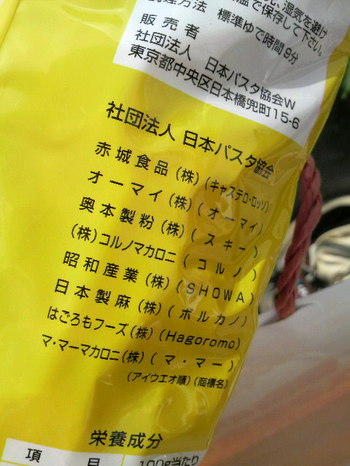 湿気を避け
温で保存して下さい。
調理方法 標準ゆで時間9分
販売者
社団法人 日本パスタ協会W
東京都中央区日本橋兜町15-6
社団法人 日本パスタ協会
赤城食品(株)(キャステロ・ロッソ)
オーマイ(株)(オーマイ)
奥本製粉(株)(スキー)
(株)コルノマカロニ(コルノ)
昭和産業(株)(SHOWA)
日本製麻(株)(ボルカノ)
はごろもフーズ(株)(Hagoromo)
マ・マーマカロニ(株)(マ・マー)
(アイウエオ順)(商標名)
栄養成分
項目 100g当たり